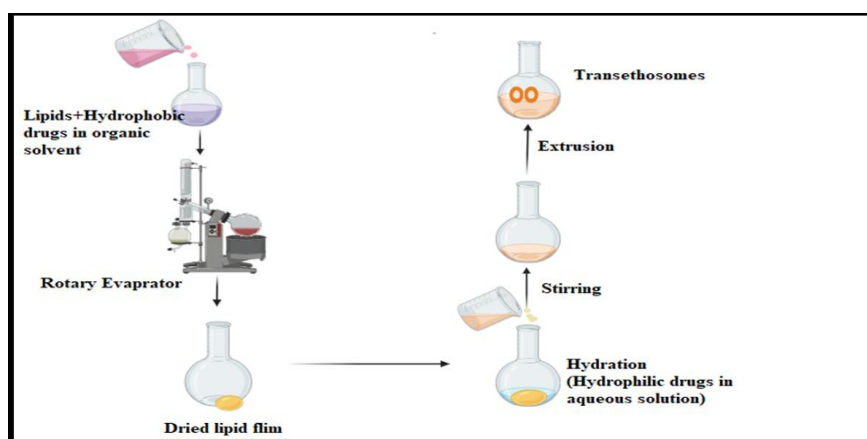 Lipids+Hydrophobic
drugs in organic
solvent
Rotary Evaprator
Dried lipid flim
Hydration
(Hydrophilic drugs in
aqueous solution)
Stirring
Extrusion
Transethosomes